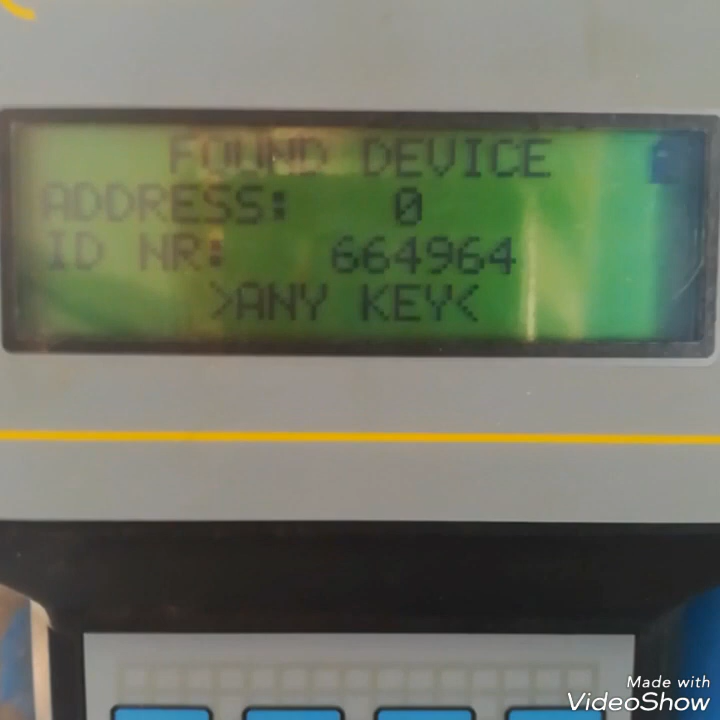 FOUND DEVICE
ADDRESS: 0
ID NR: 664964
>ANY KEY<
Made with
VideoShow